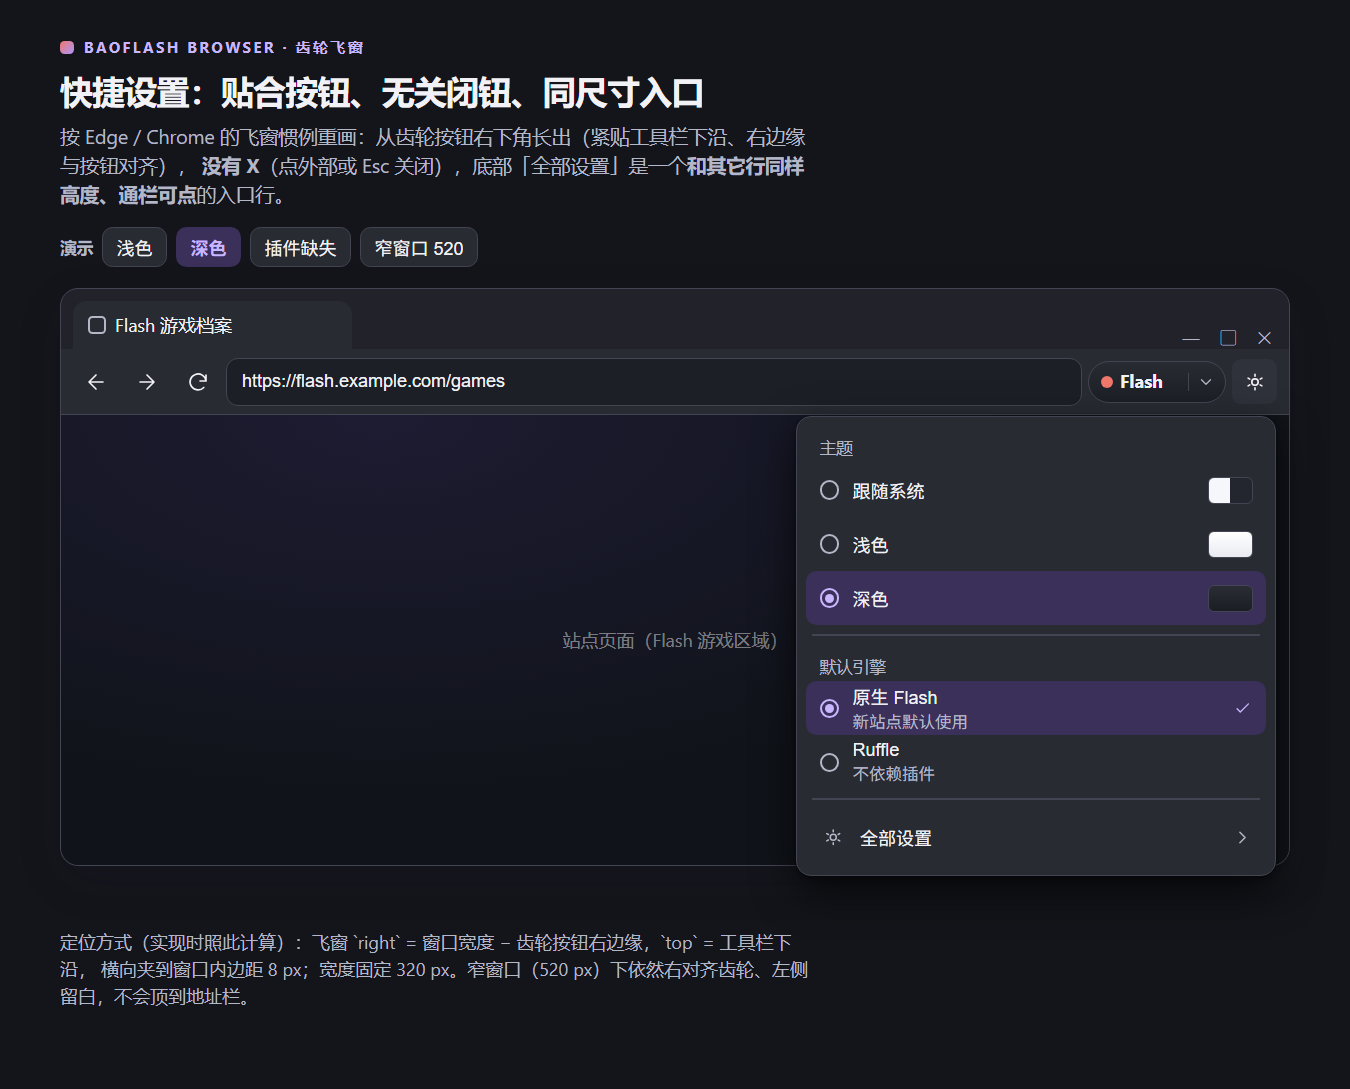 BAOFLASH BROWSER · 齿轮飞窗
快捷设置：贴合按钮、无关闭钮、同尺寸入口
按 Edge / Chrome 的飞窗惯例重画：从齿轮按钮右下角长出（紧贴工具栏下沿、右边缘
与按钮对齐），没有 X（点外部或 Esc 关闭），底部「全部设置」是一个和其它行同样
高度、通栏可点的入口行。
演示 浅色 深色 插件缺失 窄窗口 520
Flash 游戏档案
https://flash.example.com/games
Flash
主题
跟随系统
浅色
深色
站点页面（Flash 游戏区域）
默认引擎
原生 Flash
新站点默认使用
Ruffle
不依赖插件
全部设置
定位方式（实现时照此计算）：飞窗 `right` = 窗口宽度 − 齿轮按钮右边缘，`top` = 工具栏下
沿， 横向夹到窗口内边距 8 px；宽度固定 320 px。窄窗口（520 px）下依然右对齐齿轮、左侧
留白，不会顶到地址栏。